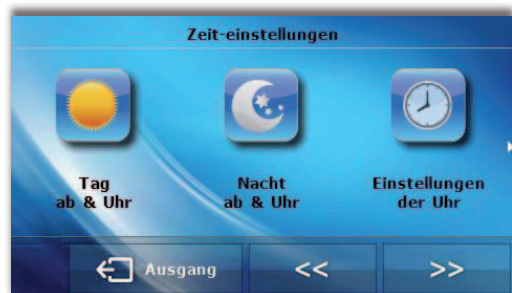 Zeit-einstellungen
Tag
ab & Uhr
Nacht
ab & Uhr
Einstellungen
der Uhr
Ausgang
<<
>>